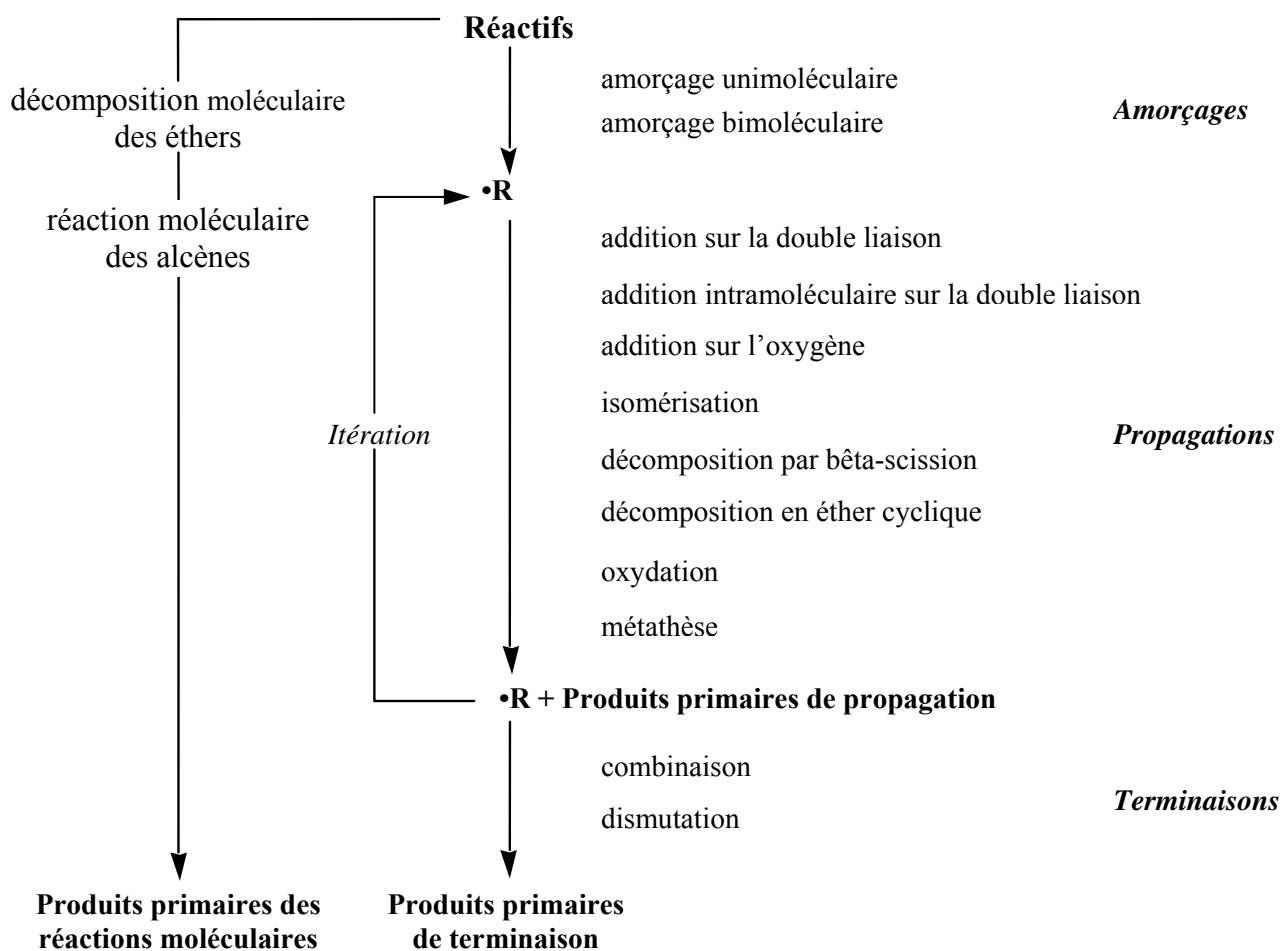 Réactifs
décomposition moléculaire
des éthers
réaction moléculaire
des alcènes
amorçage unimoléculaire
amorçage bimoléculaire
Amorçages
•R
addition sur la double liaison
addition intramoléculaire sur la double liaison
addition sur l’oxygène
isomérisation
décomposition par bêta-scission
décomposition en éther cyclique
oxydation
métathèse
Itération
Propagations
•R + Produits primaires de propagation
combinaison
dismutation
Terminaisons
Produits primaires des
réactions moléculaires
Produits primaires
de terminaison